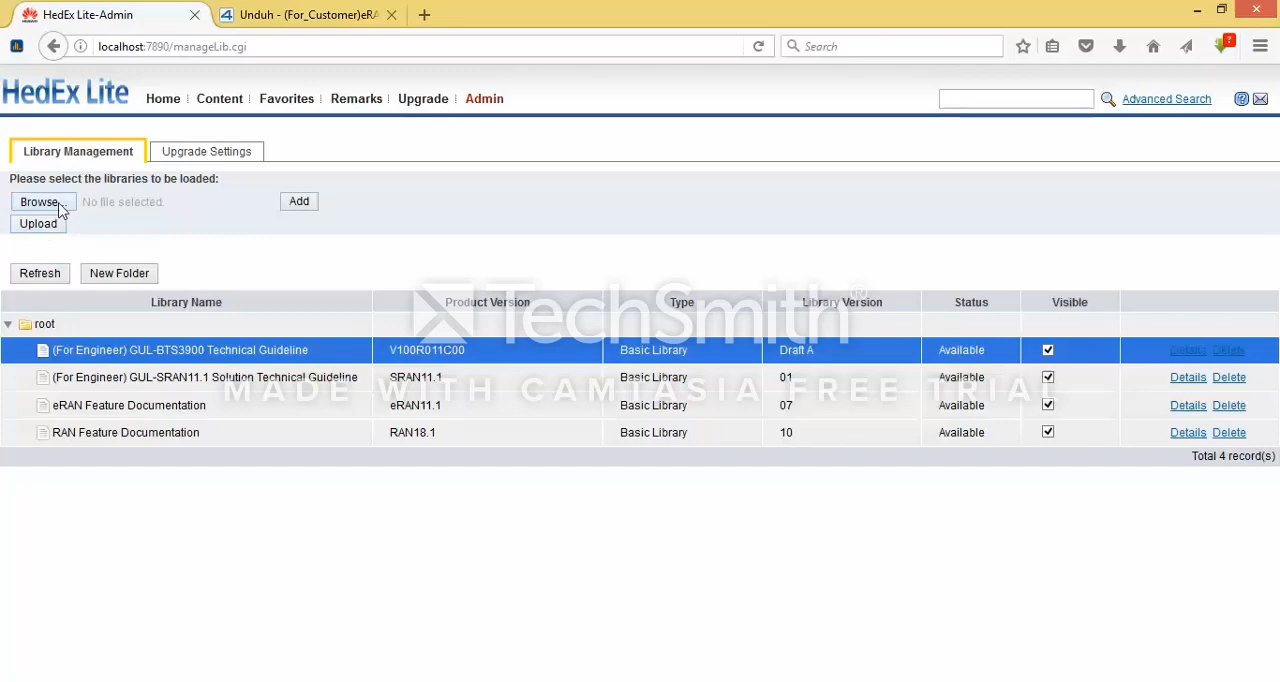 HedEx Lite-Admin
Unduh - (For_Customer)eRA
localhost:7890/manageLib.cgi
Search
?
HedEx Lite
Home
Content
Favorites
Remarks
Upgrade
Admin
Advanced Search
Library Management
Upgrade Settings
Please select the libraries to be loaded:
Browse... No file selected.
Add
Upload
Refresh
New Folder
Library Name Product Version Type Library Version Status Visible
root
(For Engineer) GUL-BTS3900 Technical Guideline V100R011C00 Basic Library Draft A Available Details Delete
(For Engineer) GUL-SRAN11.1 Solution Technical Guideline SRAN11.1 Basic Library 01 Available Details Delete
eRAN Feature Documentation eRAN11.1 Basic Library 07 Available Details Delete
RAN Feature Documentation RAN18.1 Basic Library 10 Available Details Delete
Total 4 record(s)
TechSmith®
MADE WITH CAMTASIA FREE TRIAL